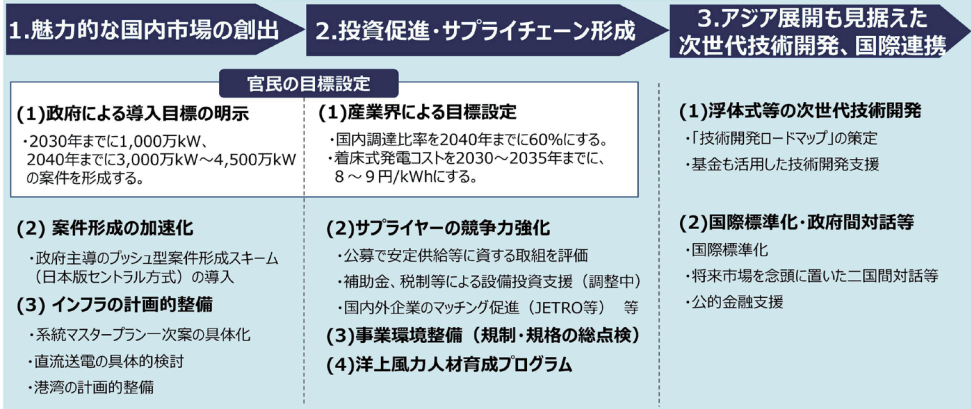 1.魅力的な国内市場の創出
2.投資促進・サプライチェーン形成
3.アジア展開も見据えた
次世代技術開発、国際連携
官民の目標設定
(1)政府による導入目標の明示
・2030年までに1,000万kW、
2040年までに3,000万kW～4,500万kW
の案件を形成する。
(2) 案件形成の加速化
・政府主導のプッシュ型案件形成スキーム
（日本版セントラル方式）の導入
(3) インフラの計画的整備
・系統マスタープラン一次案の具体化
・直流送電の具体的検討
・港湾の計画的整備
(1)産業界による目標設定
・国内調達比率を2040年までに60%にする。
・着床式発電コストを2030～2035年までに、
８～９円/kWhにする。
(2)サプライヤーの競争力強化
・公募で安定供給等に資する取組を評価
・補助金、税制等による設備投資支援（調整中）
・国内外企業のマッチング促進（JETRO等）　等
(3)事業環境整備（規制・規格の総点検）
(4)洋上風力人材育成プログラム
(1)浮体式等の次世代技術開発
・「技術開発ロードマップ」の策定
・基金も活用した技術開発支援
(2)国際標準化・政府間対話等
・国際標準化
・将来市場を念頭に置いた二国間対話等
・公的金融支援